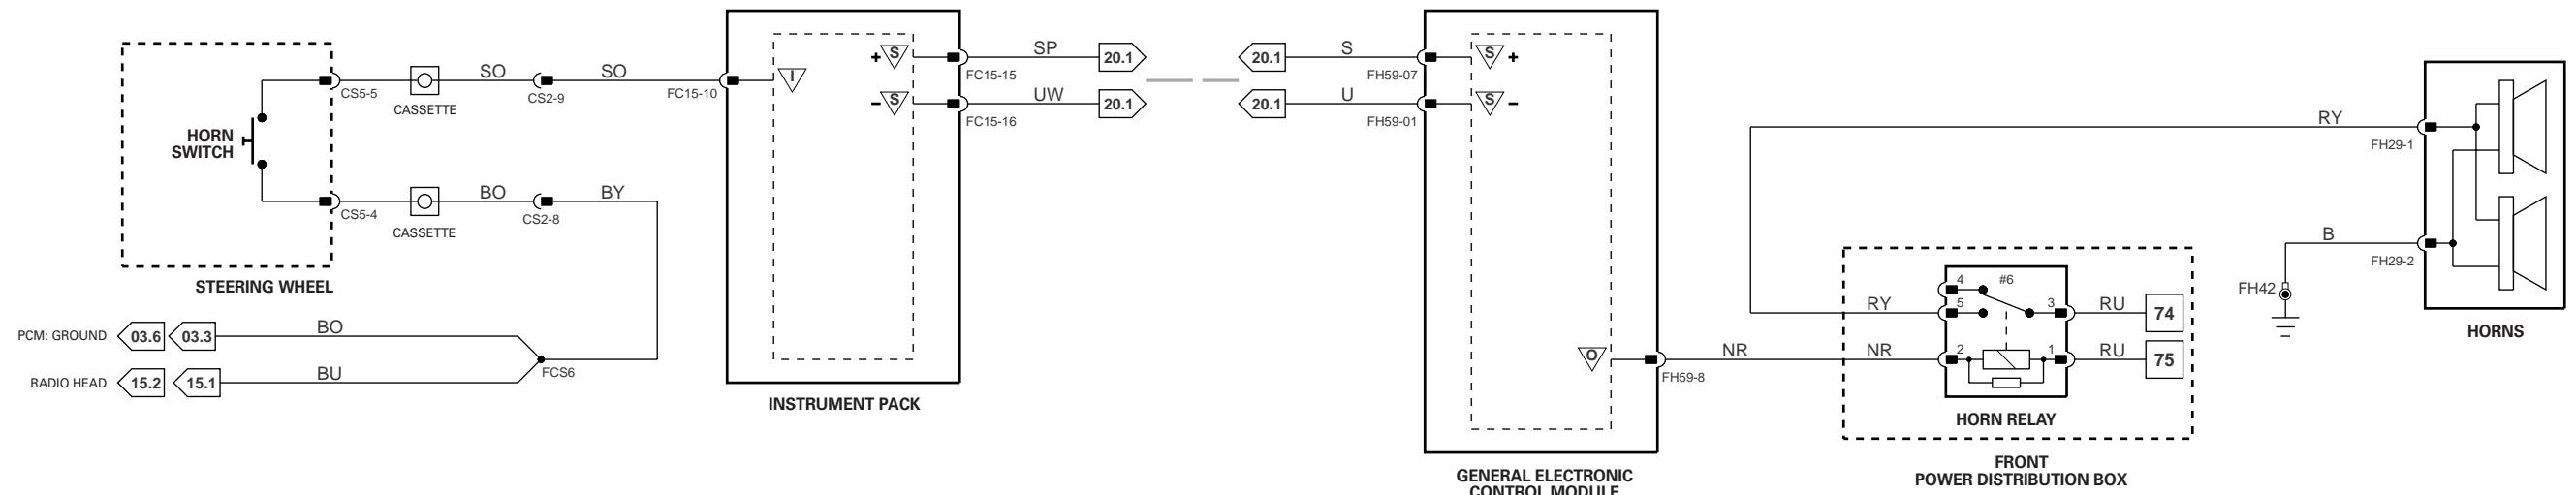 HORN
SWITCH
CS5-5
CASSETTE
SO
CS2-9
SO
FC15-10
CS5-4
CASSETTE
BO
CS2-8
BY
STEERING WHEEL
PCM: GROUND
03.6
03.3
BO
RADIO HEAD
15.2
15.1
BU
FCS6
I
+
S
FC15-15
SP
20.1
–
S
FC15-16
UW
20.1
INSTRUMENT PACK
20.1
S
FH59-07
S
+
20.1
U
FH59-01
S
–
O
FH59-8
GENERAL ELECTRONIC
CONTROL MODULE
NR
NR
RY
4
#6
5
3
2
1
RU
74
RU
75
HORN RELAY
FRONT
POWER DISTRIBUTION BOX
RY
FH29-1
B
FH29-2
FH42
HORNS